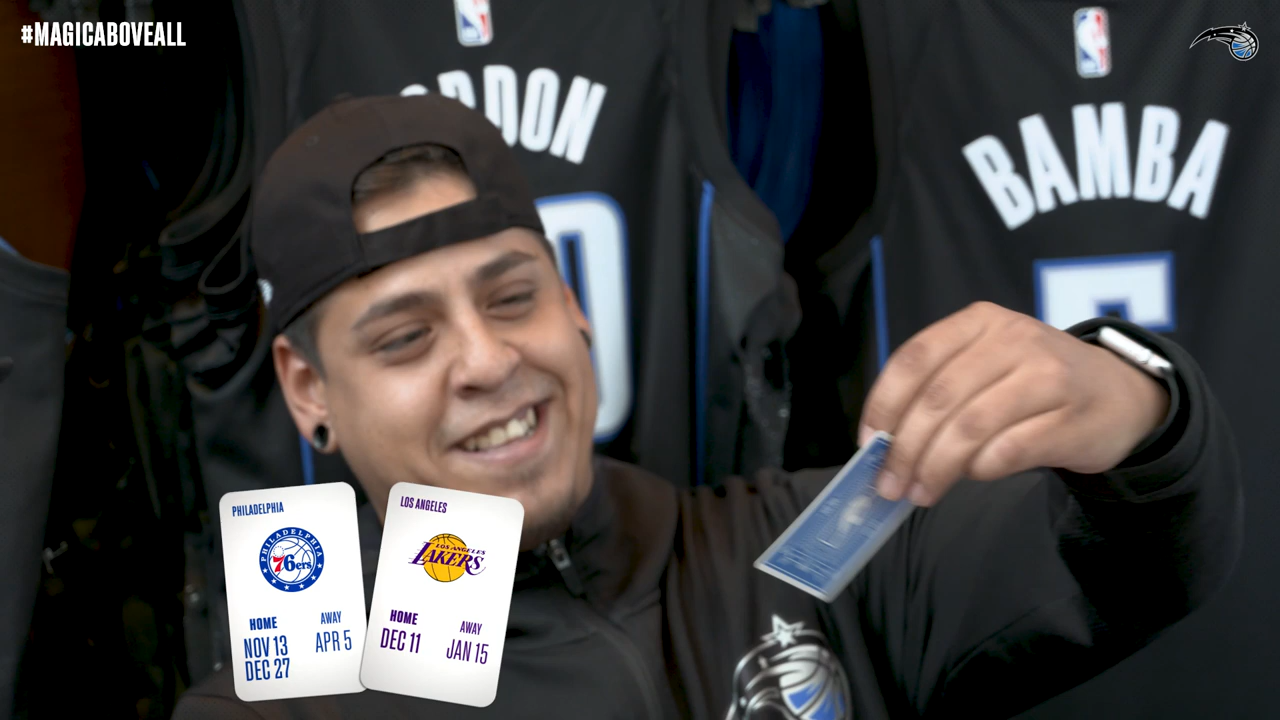 #MAGICABOVEALL
RDON
BAMBA
PHILADELPHIA
PHILADELPHIA
76ers
HOME
AWAY
NOV 13
APR 5
DEC 27
LOS ANGELES
LOS ANGELES
LAKERS
HOME
AWAY
DEC 11
JAN 15